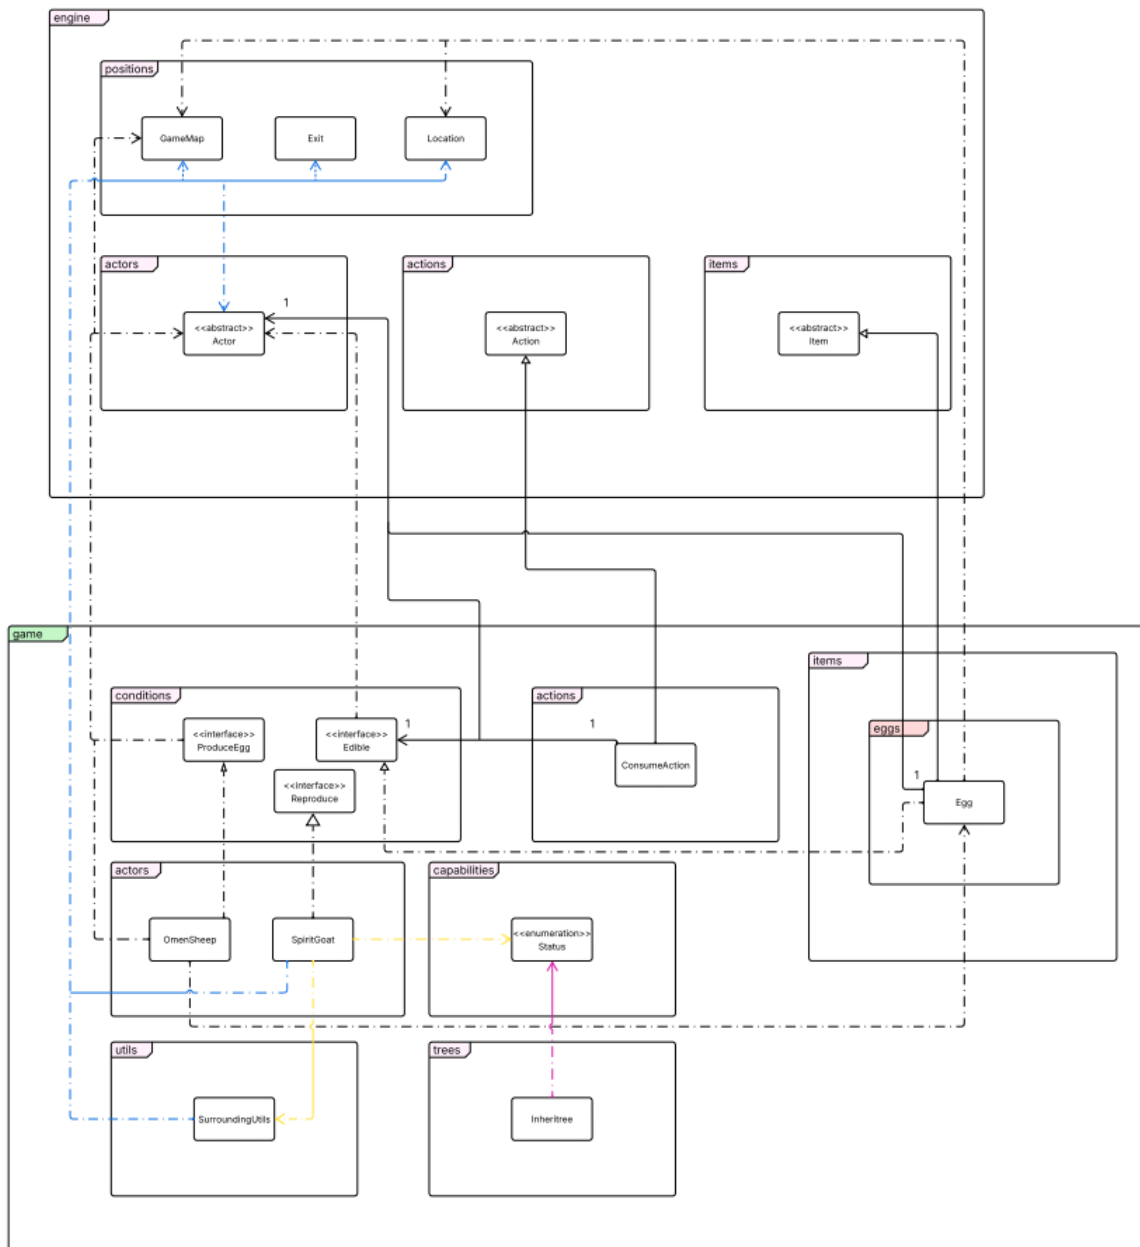 engine
positions
GameMap
Exit
Location
actors
actions
items
1
<<abstract>>
Actor
<<abstract>>
Action
<<abstract>>
Item
game
items
conditions
actions
<<interface>>
ProduceEgg
<<interface>>
Edible
1
1
eggs
ConsumeAction
1
Egg
<<interface>>
Reproduce
actors
capabilities
OmenSheep
SpiritGoat
<<enumeration>>
Status
utils
trees
SurroundingUtils
Inheritree